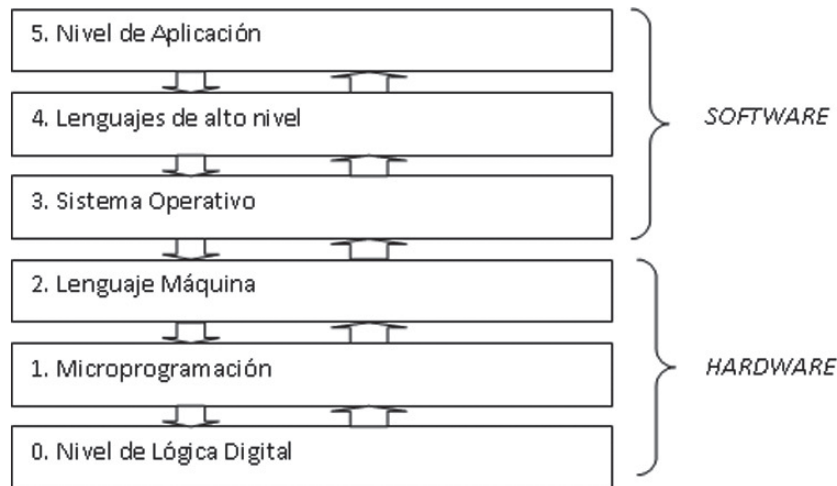 5. Nivel de Aplicación
4. Lenguajes de alto nivel
SOFTWARE
3. Sistema Operativo
2. Lenguaje Máquina
1. Microprogramación
HARDWARE
0. Nivel de Lógica Digital